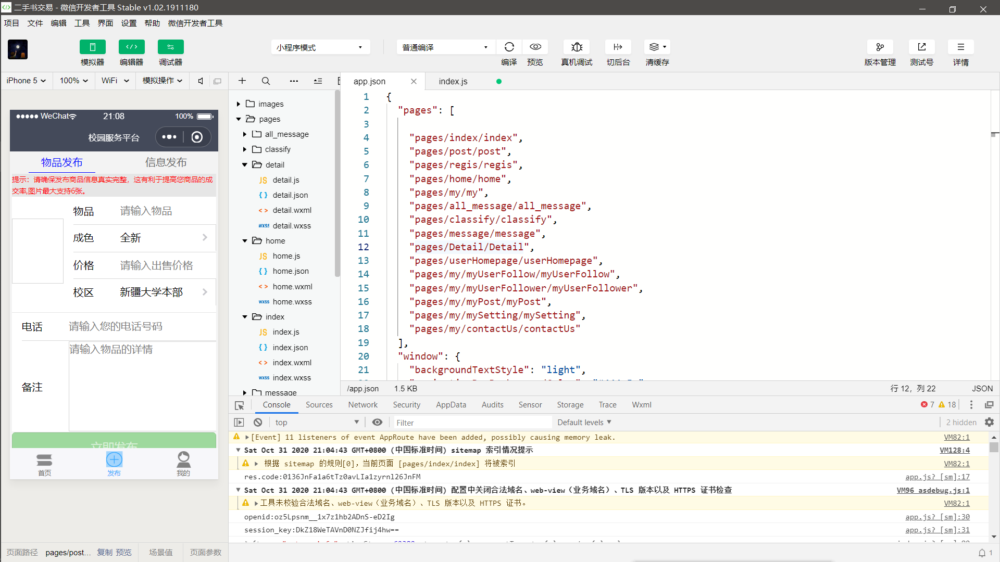 二手书交易 - 微信开发者工具 Stable v1.02.1911180
项目 文件 编辑 工具 界面 设置 帮助 微信开发者工具
模拟器 编辑器 调试器
小程序模式
普通编译
编译 预览 真机调试 切后台 清缓存
版本管理 测试号 详情
iPhone 5 100% WiFi 模拟操作
WeChat 21:08 100%
校园服务平台
物品发布 信息发布
提示：请确保发布商品信息真实完整，这有利于提高您商品的成
交率,图片最大支持6张。
物品 请输入物品
成色 全新
价格 请输入出售价格
校区 新疆大学本部
电话 请输入您的电话号码
请输入物品的详情
备注
立即发布
首页 发布 我的
页面路径 pages/post... 复制 预览 场景值 页面参数
images
pages
all_message
classify
detail
detail.js
detail.json
detail.wxml
detail.wxss
home
home.js
home.json
home.wxml
home.wxss
index
index.js
index.json
index.wxml
index.wxss
message
app.json index.js
1 {
2 "pages": [
3
4 "pages/index/index",
5 "pages/post/post",
6 "pages/regis/regis",
7 "pages/home/home",
8 "pages/my/my",
9 "pages/all_message/all_message",
10 "pages/classify/classify",
11 "pages/message/message",
12 "pages/Detail/Detail",
13 "pages/userHomepage/userHomepage",
14 "pages/my/myUserFollow/myUserFollow",
15 "pages/my/myUserFollower/myUserFollower",
16 "pages/my/myPost/myPost",
17 "pages/my/mySetting/mySetting",
18 "pages/my/contactUs/contactUs"
19 ],
20 "window": {
21 "backgroundTextStyle": "light",
/app.json 1.5 KB 行 12，列 22 JSON
Console Sources Network Security AppData Audits Sensor Storage Trace Wxml 7 18
top Filter Default levels 2 hidden
[Event] 11 listeners of event AppRoute have been added, possibly causing memory leak. VM82:1
Sat Oct 31 2020 21:04:43 GMT+0800 (中国标准时间) sitemap 索引情况提示 VM128:4
根据 sitemap 的规则[0]，当前页面 [pages/index/index] 将被索引 VM82:1
res.code:0136JnFa1a6tTz0avLIa1zyrnl26JnFM app.js? [sm]:17
Sat Oct 31 2020 21:04:43 GMT+0800 (中国标准时间) 配置中关闭合法域名、web-view（业务域名）、TLS 版本以及 HTTPS 证书检查 VM96 asdebug.js:1
工具未校验合法域名、web-view（业务域名）、TLS 版本以及 HTTPS 证书。 VM82:1
openid:oz5Lpsnm__1x7z1hb2ADnS-eD2Ig app.js? [sm]:30
session_key:DkZ18WeTAVnD0NZJfij4hw== app.js? [sm]:31
1